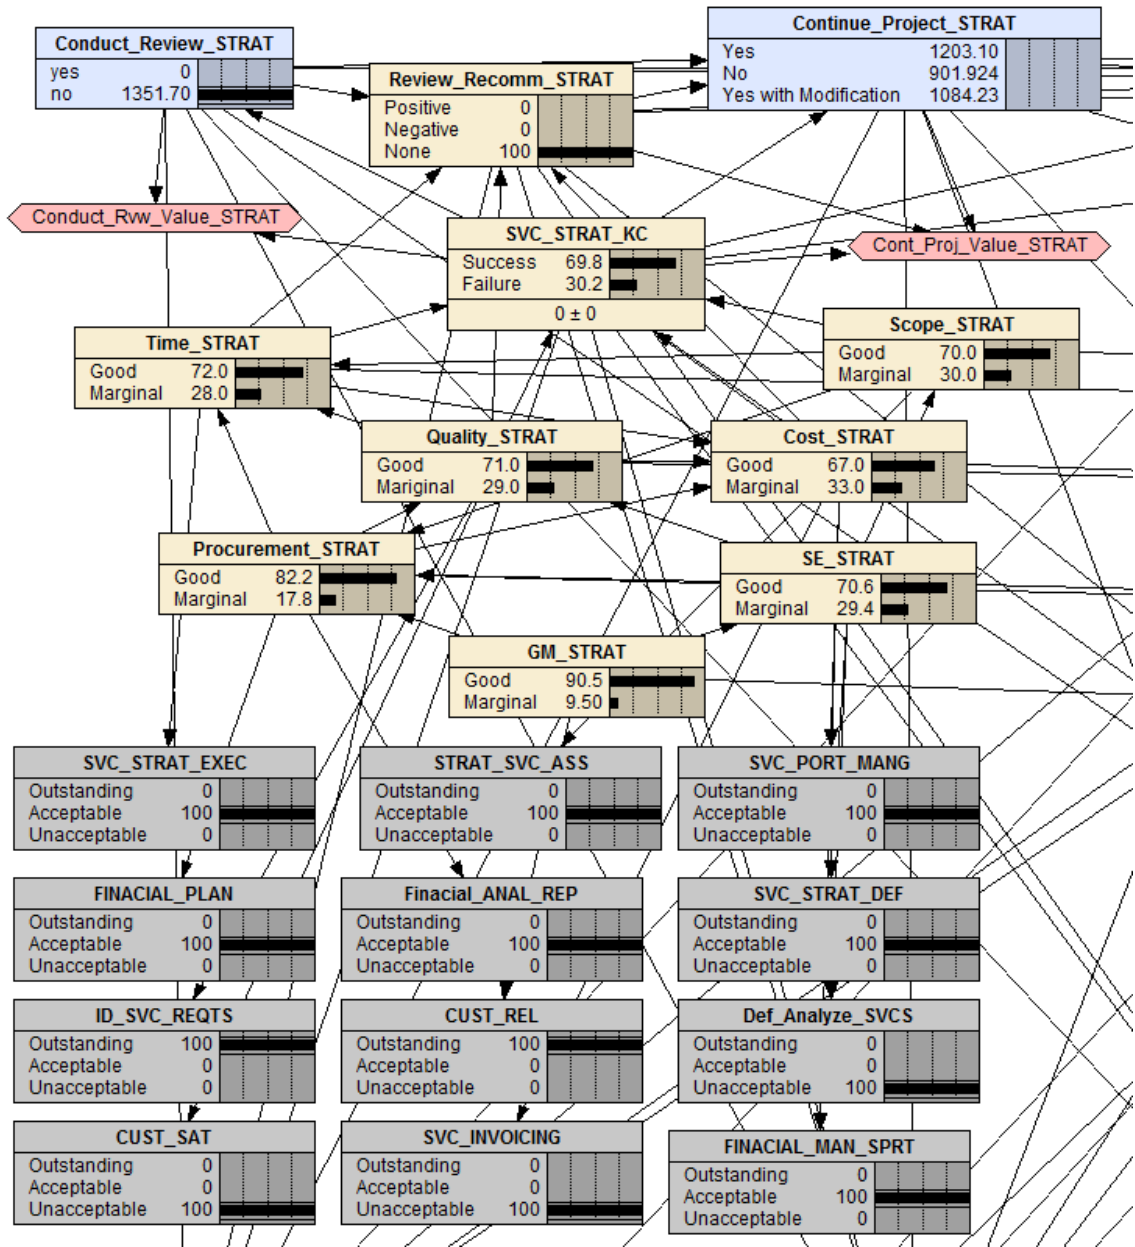 Conduct_Review_STRAT
yes 0
no 1351.70
Review_Recomm_STRAT
Positive 0
Negative 0
None 100
Continue_Project_STRAT
Yes 1203.10
No 901.924
Yes with Modification 1084.23
Conduct_Rvw_Value_STRAT
SVC_STRAT_KC
Success 69.8
Failure 30.2
0 ± 0
Cont_Proj_Value_STRAT
Time_STRAT
Good 72.0
Marginal 28.0
Scope_STRAT
Good 70.0
Marginal 30.0
Quality_STRAT
Good 71.0
Mariginal 29.0
Cost_STRAT
Good 67.0
Marginal 33.0
Procurement_STRAT
Good 82.2
Marginal 17.8
SE_STRAT
Good 70.6
Marginal 29.4
GM_STRAT
Good 90.5
Marginal 9.50
SVC_STRAT_EXEC
Outstanding 0
Acceptable 100
Unacceptable 0
STRAT_SVC_ASS
Outstanding 0
Acceptable 100
Unacceptable 0
SVC_PORT_MANG
Outstanding 0
Acceptable 100
Unacceptable 0
FINACIAL_PLAN
Outstanding 0
Acceptable 100
Unacceptable 0
Finacial_ANAL_REP
Outstanding 0
Acceptable 100
Unacceptable 0
SVC_STRAT_DEF
Outstanding 0
Acceptable 100
Unacceptable 0
ID_SVC_REQTS
Outstanding 100
Acceptable 0
Unacceptable 0
CUST_REL
Outstanding 100
Acceptable 0
Unacceptable 0
Def_Analyze_SVCS
Outstanding 0
Acceptable 0
Unacceptable 100
CUST_SAT
Outstanding 0
Acceptable 0
Unacceptable 100
SVC_INVOICING
Outstanding 0
Acceptable 0
Unacceptable 100
FINACIAL_MAN_SPRT
Outstanding 0
Acceptable 100
Unacceptable 0